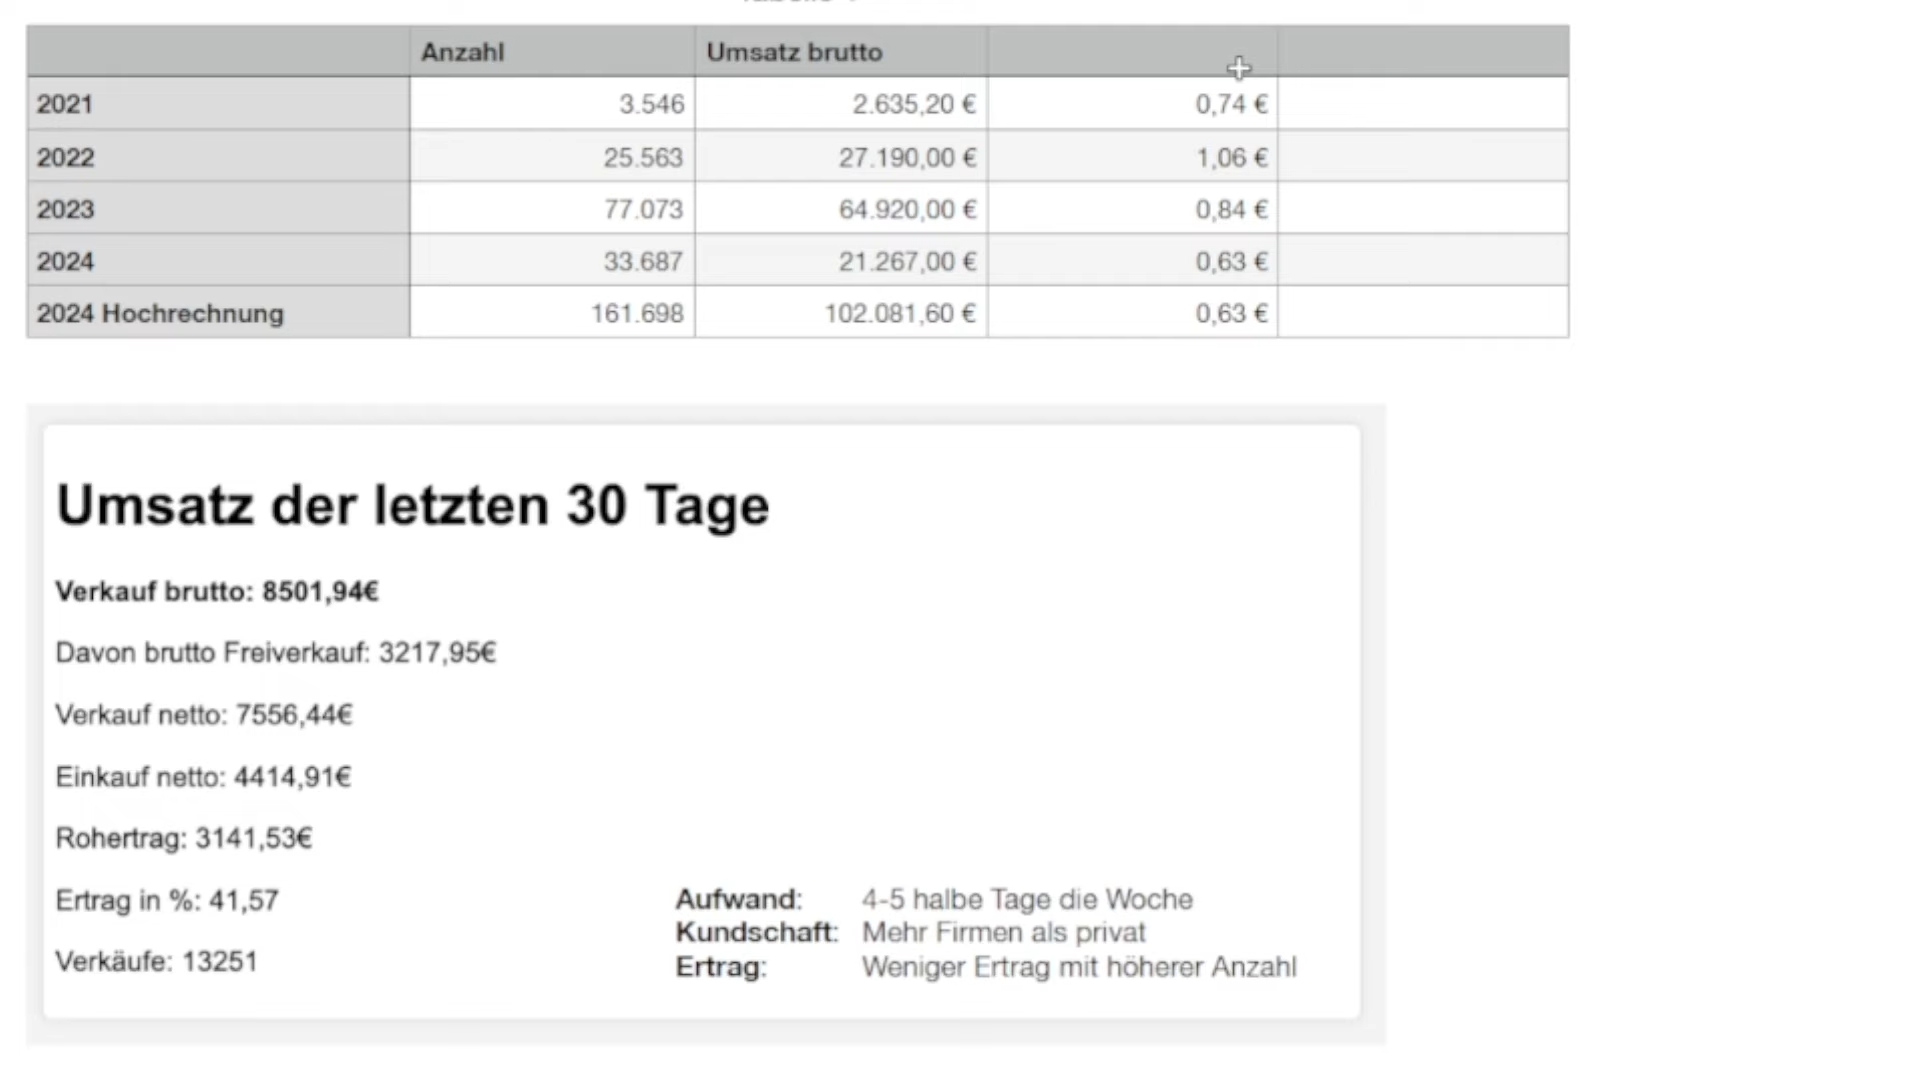 Anzahl Umsatz brutto
2021 3.546 2.635,20 € 0,74 €
2022 25.563 27.190,00 € 1,06 €
2023 77.073 64.920,00 € 0,84 €
2024 33.687 21.267,00 € 0,63 €
2024 Hochrechnung 161.698 102.081,60 € 0,63 €
Umsatz der letzten 30 Tage
Verkauf brutto: 8501,94€
Davon brutto Freiverkauf: 3217,95€
Verkauf netto: 7556,44€
Einkauf netto: 4414,91€
Rohertrag: 3141,53€
Ertrag in %: 41,57
Verkäufe: 13251
Aufwand: 4-5 halbe Tage die Woche
Kundschaft: Mehr Firmen als privat
Ertrag: Weniger Ertrag mit höherer Anzahl